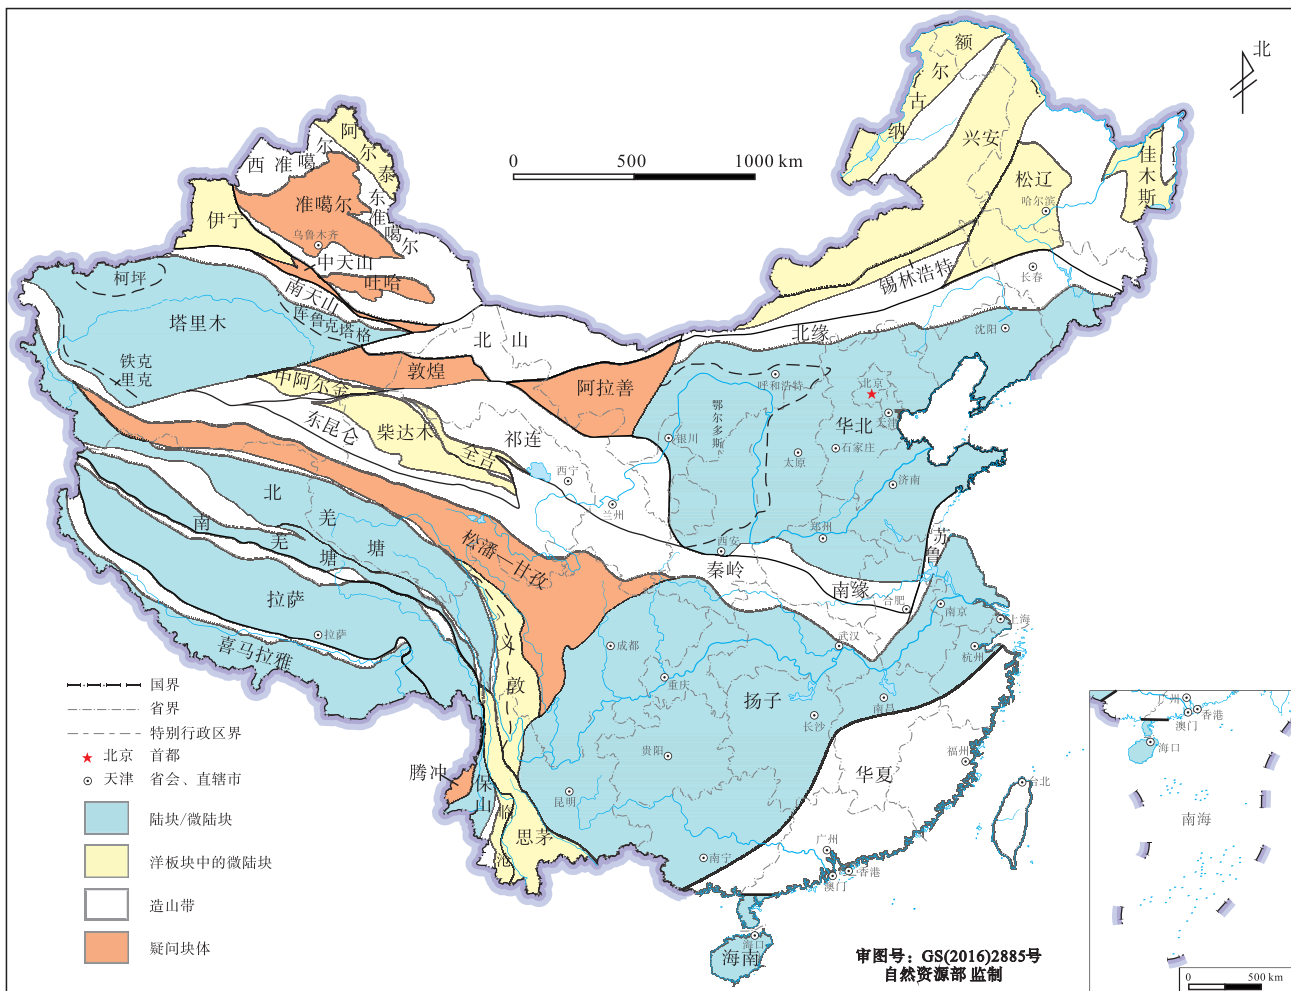 北
0 500 1000 km
额
尔
古
纳
兴安
佳
木
斯
松辽
哈尔滨
长春
锡林浩特
沈阳
北缘
阿
尔
泰
西准噶尔
东
准
噶
尔
准噶尔
乌鲁木齐
伊宁
中天山
吐哈
南天山
库鲁克塔格
柯坪
塔里木
铁克
里克
北山
敦煌
阿拉善
中阿尔金
东昆仑
柴达木
全吉
祁连
西宁
兰州
银川
鄂
尔
多
斯
呼和浩特
北京
天津
华北
石家庄
太原
济南
郑州
西安
秦岭
南缘
苏
鲁
合肥
南京
上海
杭州
武汉
北
羌
塘
南
羌
塘
拉萨
拉萨
喜马拉雅
松潘—甘孜
义
敦
成都
重庆
扬子
长沙
南昌
贵阳
昆明
南宁
华夏
福州
台北
广州
香港
澳门
海口
海南
腾冲
保
山
临
沧
思茅
国界
省界
特别行政区界
北京 首都
天津 省会、直辖市
陆块/微陆块
洋板块中的微陆块
造山带
疑问块体
广州
香港
澳门
海口
南海
0 500 km
审图号：GS(2016)2885号
自然资源部 监制